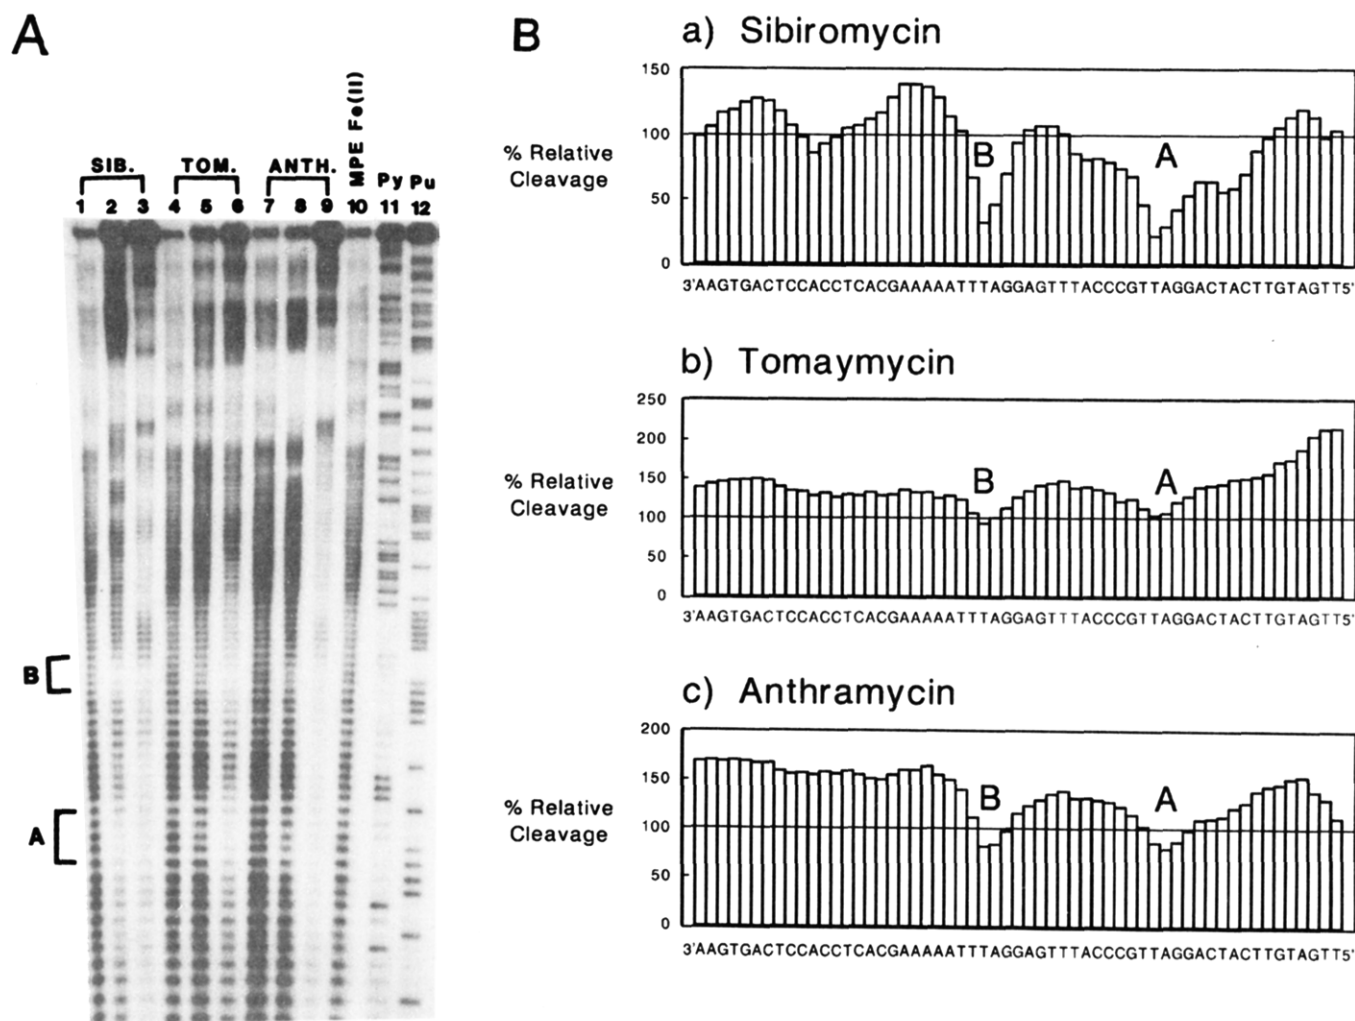 A
SIB. TOM. ANTH. MPE Fe(II) Py Pu
1 2 3 4 5 6 7 8 9 10 11 12
B
A
B
a) Sibiromycin
% Relative
Cleavage
150
100
50
0
B A
3'AAGTGACTCCACCTCACGAAAAATTTAGGAGTTTACCCGTTAGGACTACTTGTAGTT5'
b) Tomaymycin
% Relative
Cleavage
250
200
150
100
50
0
B A
3'AAGTGACTCCACCTCACGAAAAATTTAGGAGTTTACCCGTTAGGACTACTTGTAGTT5'
c) Anthramycin
% Relative
Cleavage
200
150
100
50
0
B A
3'AAGTGACTCCACCTCACGAAAAATTTAGGAGTTTACCCGTTAGGACTACTTGTAGTT5'